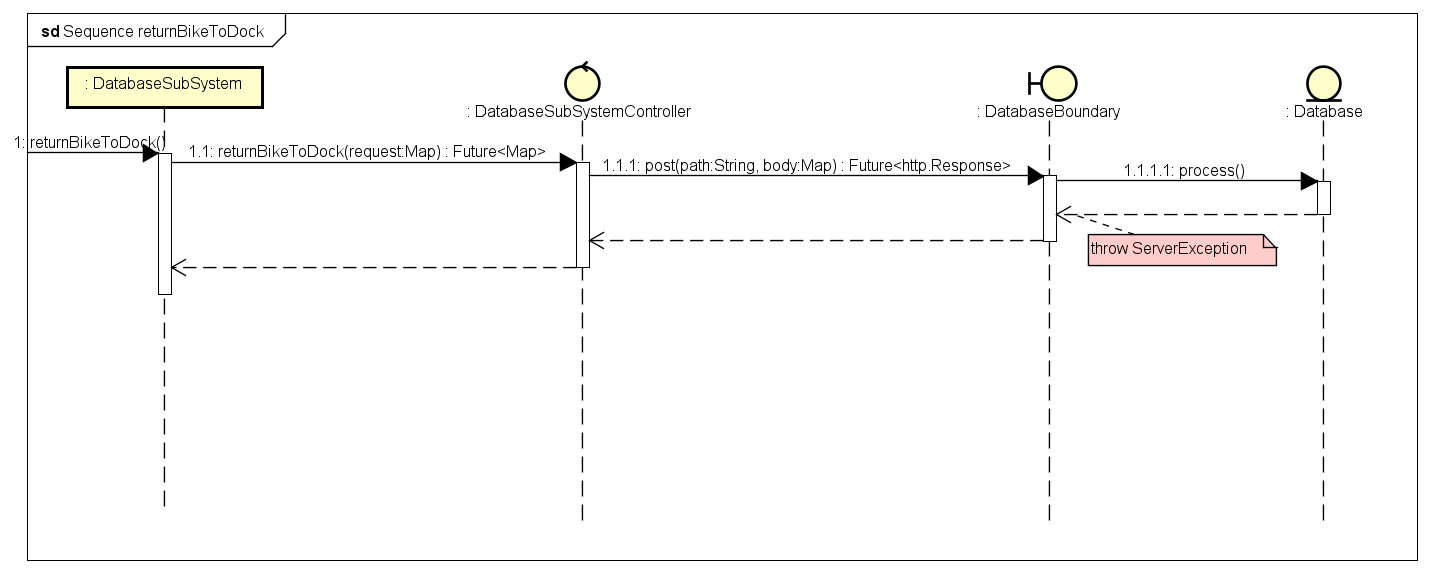 sd Sequence returnBikeToDock
: DatabaseSubSystem
: DatabaseSubSystemController
: DatabaseBoundary
: Database
1: returnBikeToDock()
1.1: returnBikeToDock(request:Map) : Future<Map>
1.1.1: post(path:String, body:Map) : Future<http.Response>
1.1.1.1: process()
throw ServerException